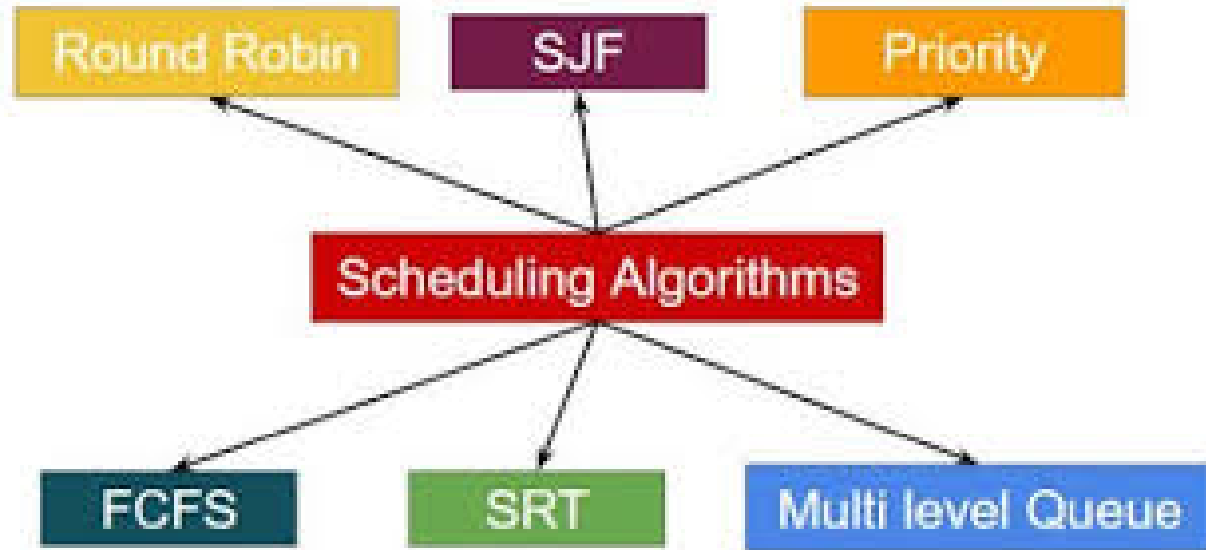 Round Robin
SJF
Priority
Scheduling Algorithms
FCFS
SRT
Multi level Queue